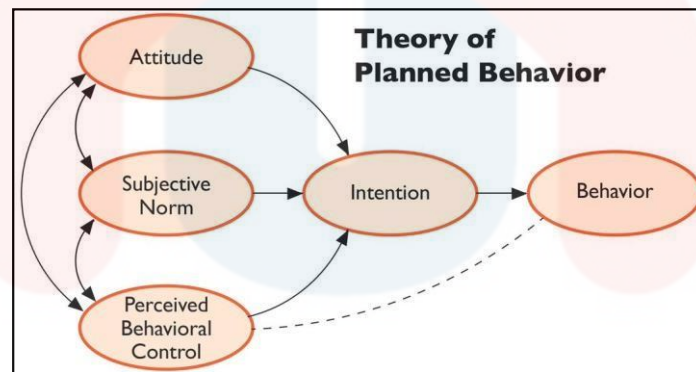 Theory of
Planned Behavior
Attitude
Subjective
Norm
Intention
Behavior
Perceived
Behavioral
Control